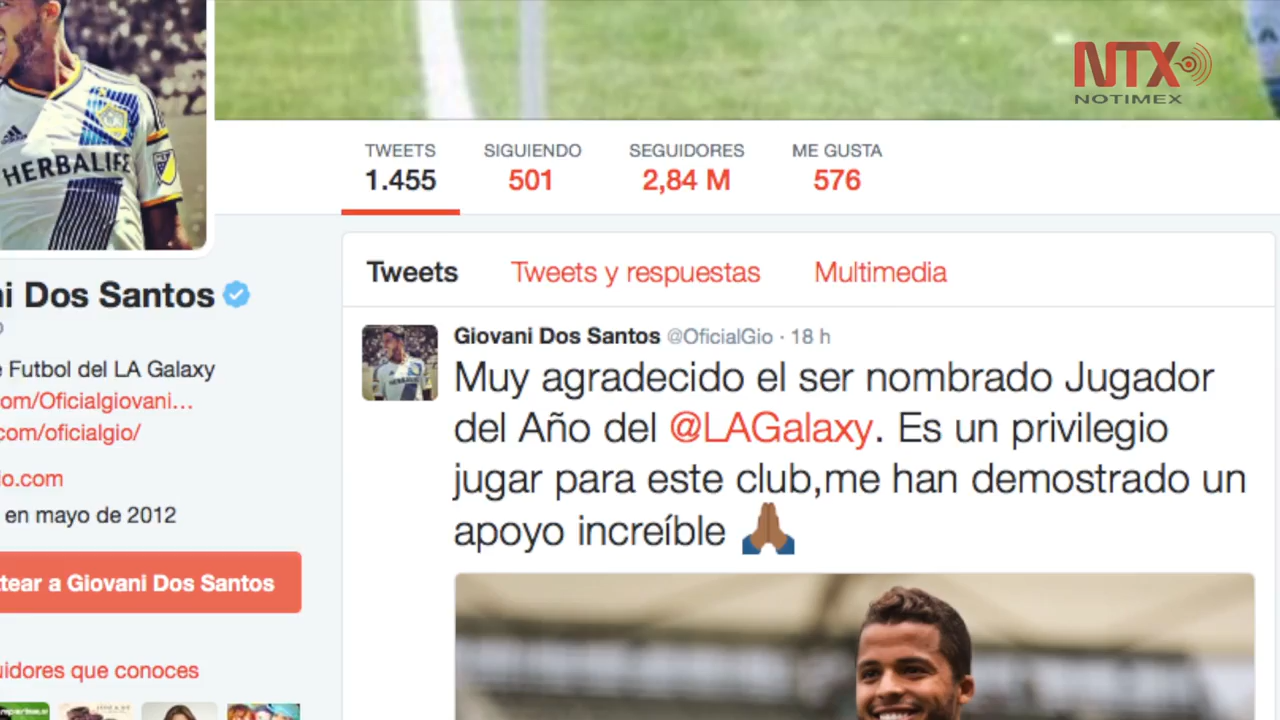 NTX
NOTIMEX
HERBALIFE
TWEETS
1.455
SIGUIENDO
501
SEGUIDORES
2,84 M
ME GUSTA
576
Tweets
Tweets y respuestas
Multimedia
ni Dos Santos
e Futbol del LA Galaxy
om/Oficialgiovani…
com/oficialgio/
lo.com
en mayo de 2012
tear a Giovani Dos Santos
uidores que conoces
Giovani Dos Santos @OficialGio · 18 h
Muy agradecido el ser nombrado Jugador
del Año del @LAGalaxy. Es un privilegio
jugar para este club,me han demostrado un
apoyo increíble 🙏🏾